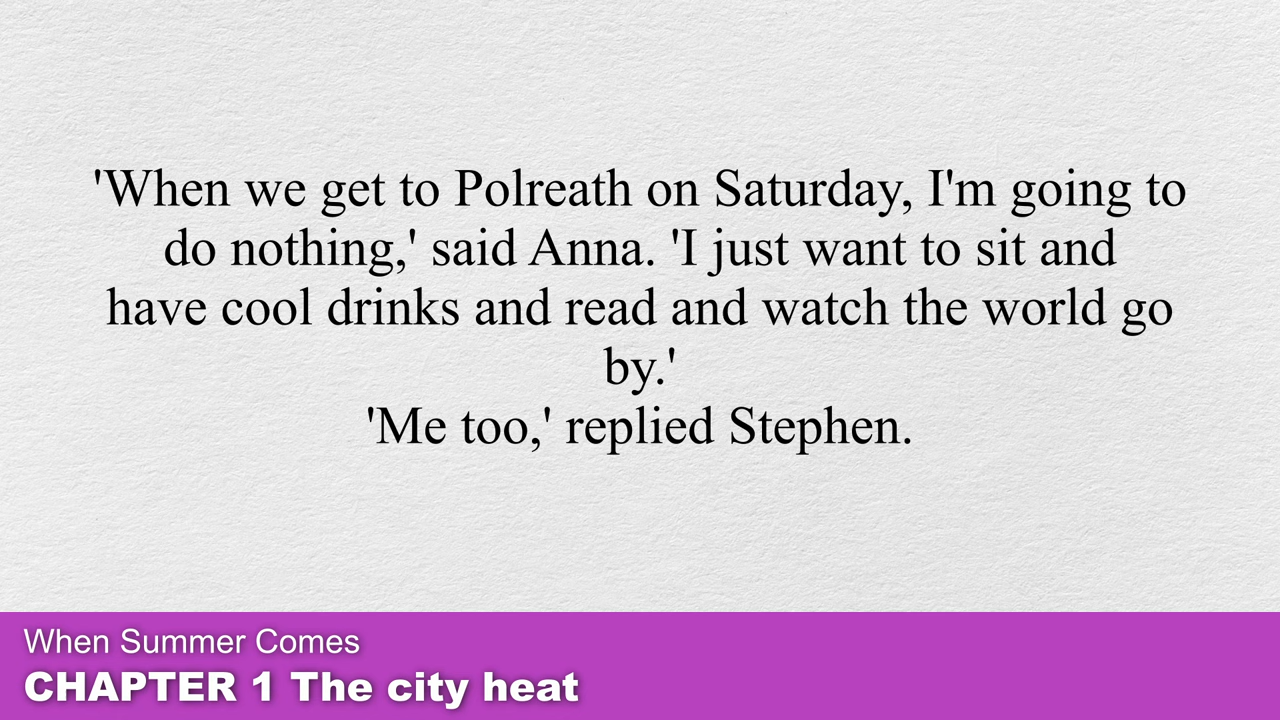 'When we get to Polreath on Saturday, I'm going to
do nothing,' said Anna. 'I just want to sit and
have cool drinks and read and watch the world go
by.'
'Me too,' replied Stephen.
When Summer Comes
CHAPTER 1 The city heat